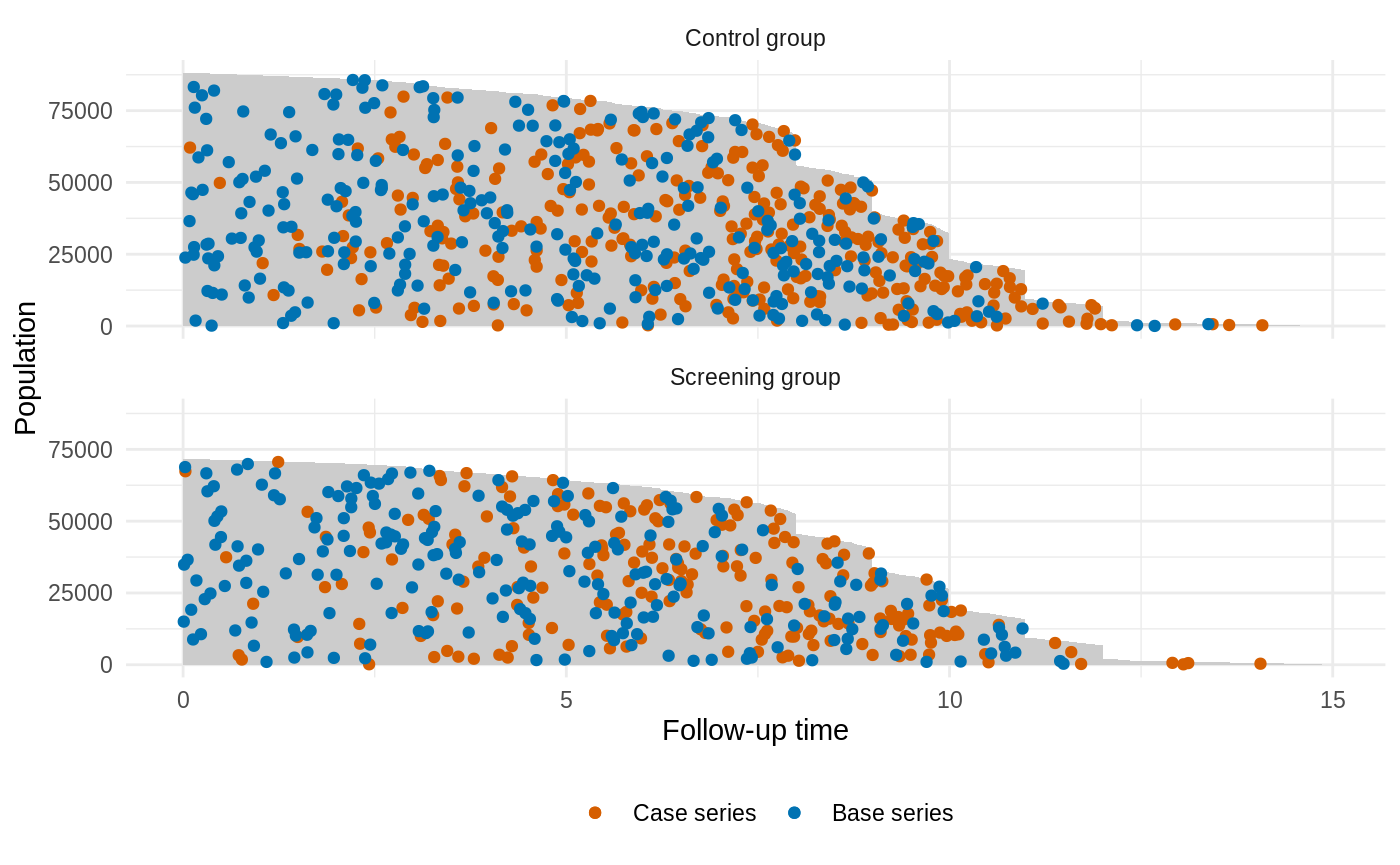 Control group
75000
50000
25000
0
Population
Screening group
75000
50000
25000
0
0 5 10 15
Follow-up time
Case series Base series